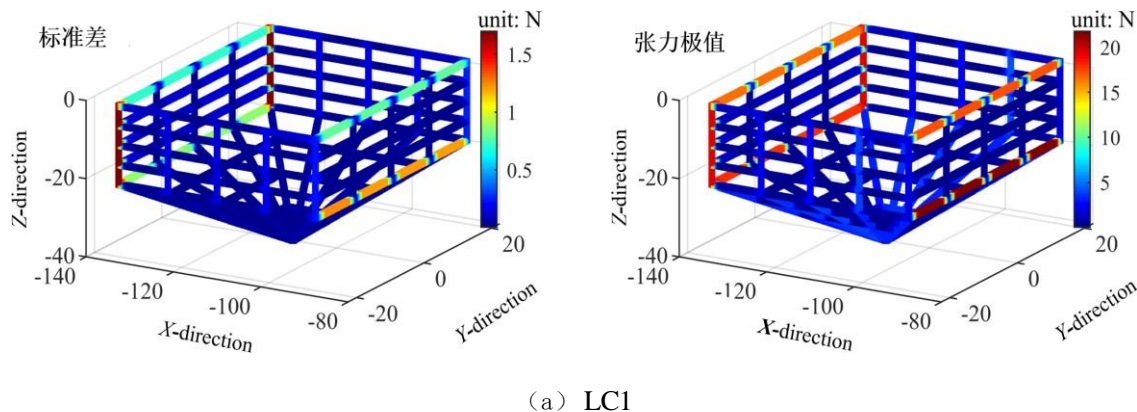 标准差
unit: N
1.5
1
0.5
0
-20
-40
Z-direction
-140
-120
-100
-80
X-direction
-20
0
20
Y-direction
张力极值
unit: N
20
15
10
5
0
-20
-40
Z-direction
-140
-120
-100
-80
X-direction
-20
0
20
Y-direction
(a) LC1